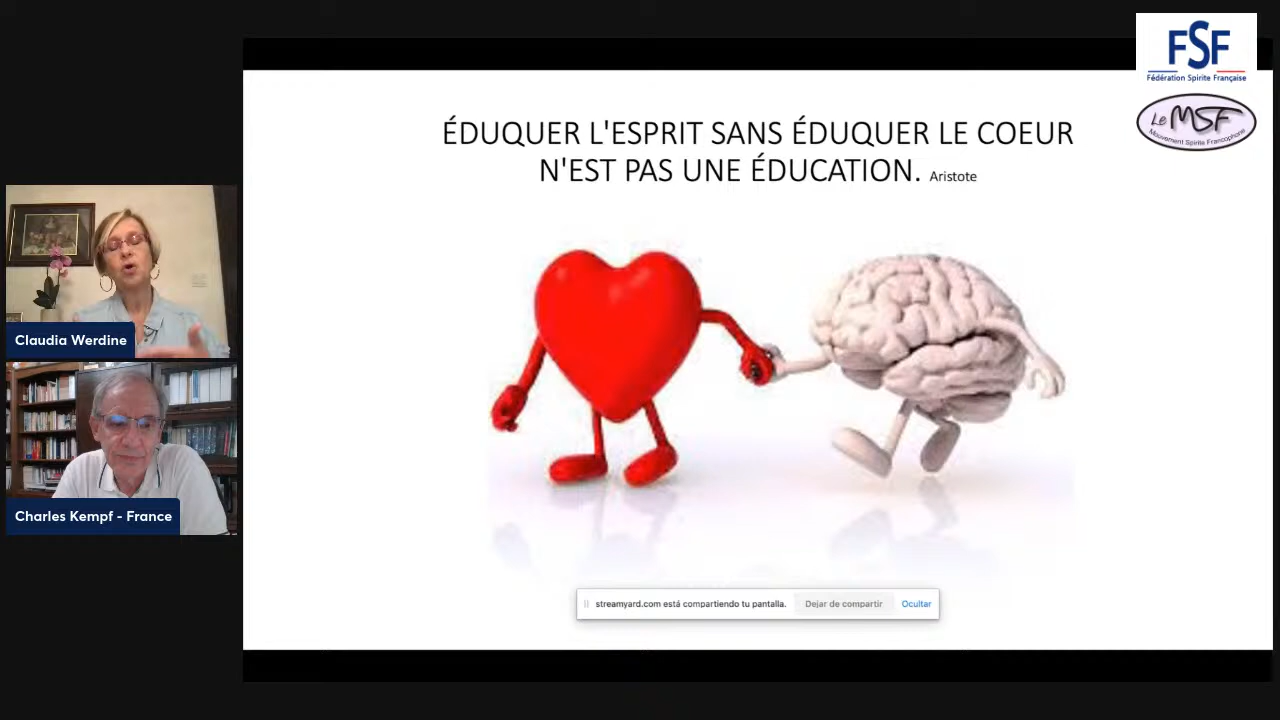 FSF
Fédération Spirite Française
Le MSF
Mouvement Spirite Francophone
ÉDUQUER L'ESPRIT SANS ÉDUQUER LE COEUR
N'EST PAS UNE ÉDUCATION. Aristote
Claudia Werdine
Charles Kempf - France
streamyard.com está compartiendo tu pantalla. Dejar de compartir Ocultar